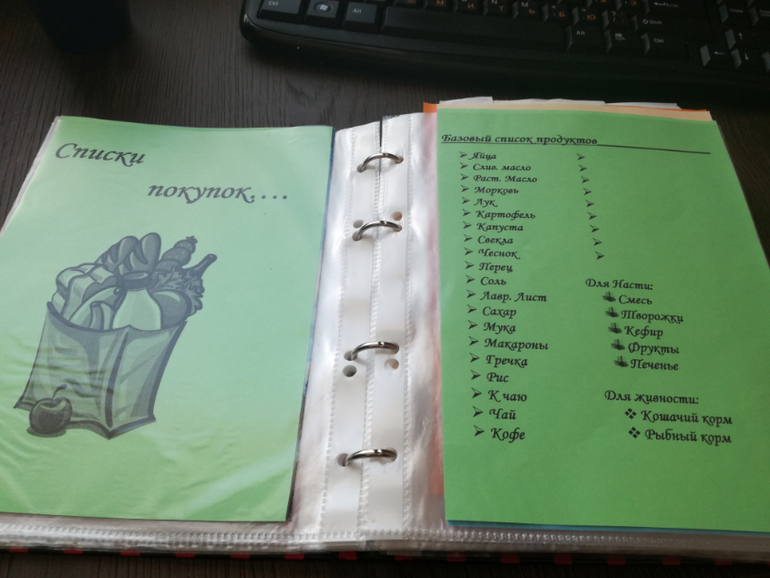 Списки
покупок....
Базовый список продуктов
Яйца
Слив. масло
Раст. Масло
Морковь
Лук
Картофель
Капуста
Свекла
Чеснок
Перец
Соль
Лавр. Лист
Сахар
Мука
Макароны
Гречка
Рис
К чаю
Чай
Кофе
Для Насти:
Смесь
Творожки
Кефир
Фрукты
Печенье
Для живности:
Кошачий корм
Рыбный корм